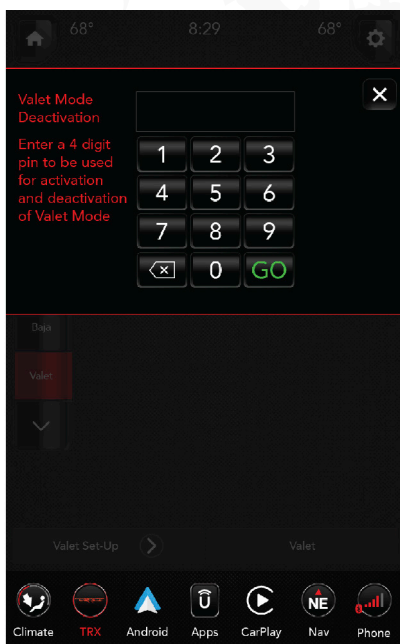 68° 8:29 68°
Valet Mode
Deactivation
Enter a 4 digit
pin to be used
for activation
and deactivation
of Valet Mode
1 2 3
4 5 6
7 8 9
0 GO
Baja
Valet
Valet Set-Up Valet
NE
0
Climate TRX Android Apps CarPlay Nav Phone